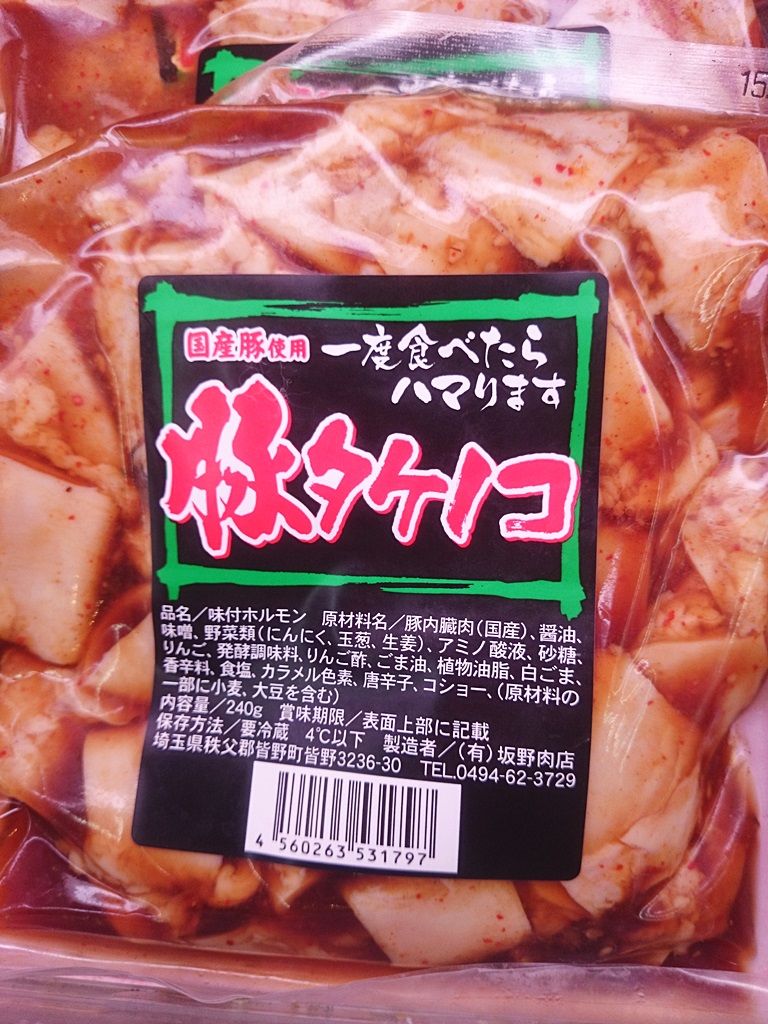 15
国産豚使用
一度食べたら
ハマります
豚タケノコ
品名／味付ホルモン　原材料名／豚内臓肉(国産)、醤油、
味噌、野菜類(にんにく、玉葱、生姜)、アミノ酸液、砂糖、
りんご、発酵調味料、りんご酢、ごま油、植物油脂、白ごま、
香辛料、食塩、カラメル色素、唐辛子、コショー、(原材料の
一部に小麦、大豆を含む)
内容量／240g　賞味期限／表面上部に記載
保存方法／要冷蔵　4℃以下　製造者／(有)坂野肉店
埼玉県秩父郡皆野町皆野3236-30　TEL.0494-62-3729
4 560263 531797